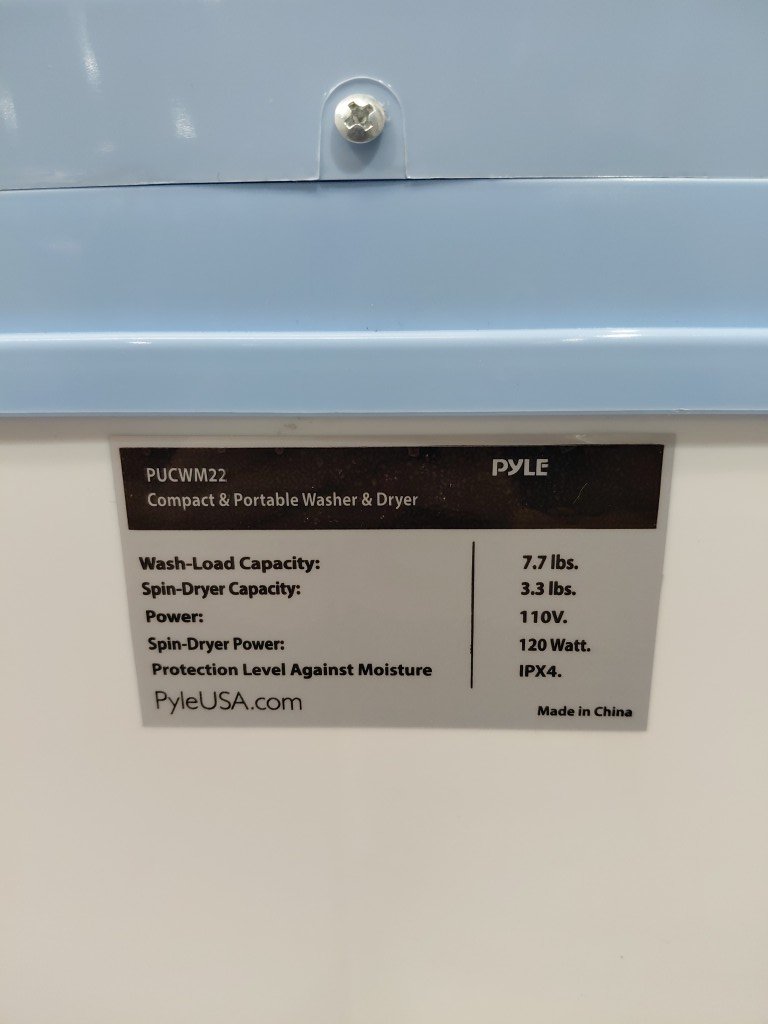 PUCWM22
PYLE
Compact & Portable Washer & Dryer
Wash-Load Capacity: 7.7 lbs.
Spin-Dryer Capacity: 3.3 lbs.
Power: 110V.
Spin-Dryer Power: 120 Watt.
Protection Level Against Moisture IPX4.
PyleUSA.com
Made in China